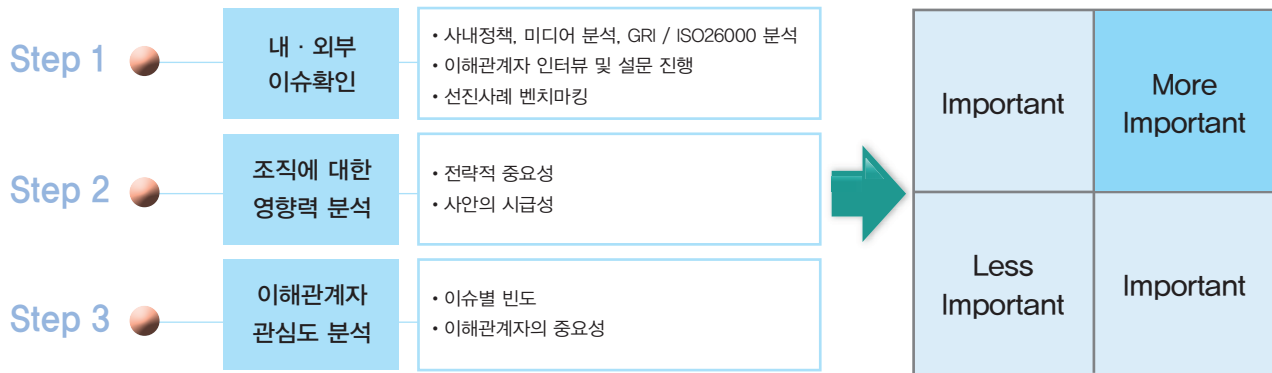 Step 1
내 · 외부
이슈확인
• 사내정책, 미디어 분석, GRI / ISO26000 분석
• 이해관계자 인터뷰 및 설문 진행
• 선진사례 벤치마킹
Step 2
조직에 대한
영향력 분석
• 전략적 중요성
• 사안의 시급성
Step 3
이해관계자
관심도 분석
• 이슈별 빈도
• 이해관계자의 중요성
Important
More
Important
Less
Important
Important